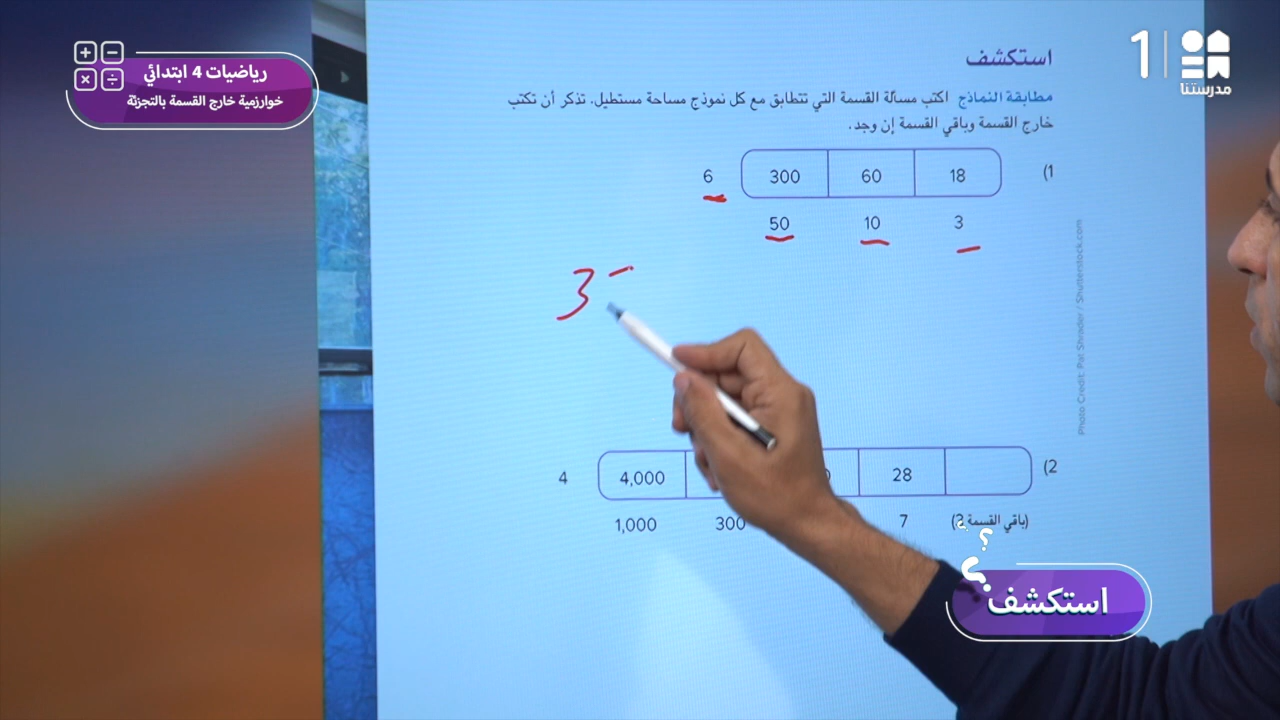 رياضيات 4 ابتدائي
خوارزمية خارج القسمة بالتجزئة
1
مدرستنا
استكشف
مطابقة النماذج اكتب مسألة القسمة التي تتطابق مع كل نموذج مساحة مستطيل. تذكر أن تكتب
خارج القسمة وباقي القسمة إن وجد.
(1
6 300 60 18
50 10 3
3
Photo Credit: Pat Shrader / Shutterstock.com
(2
4 4,000 28
1,000 300 7 (باقي القسمة
استكشف